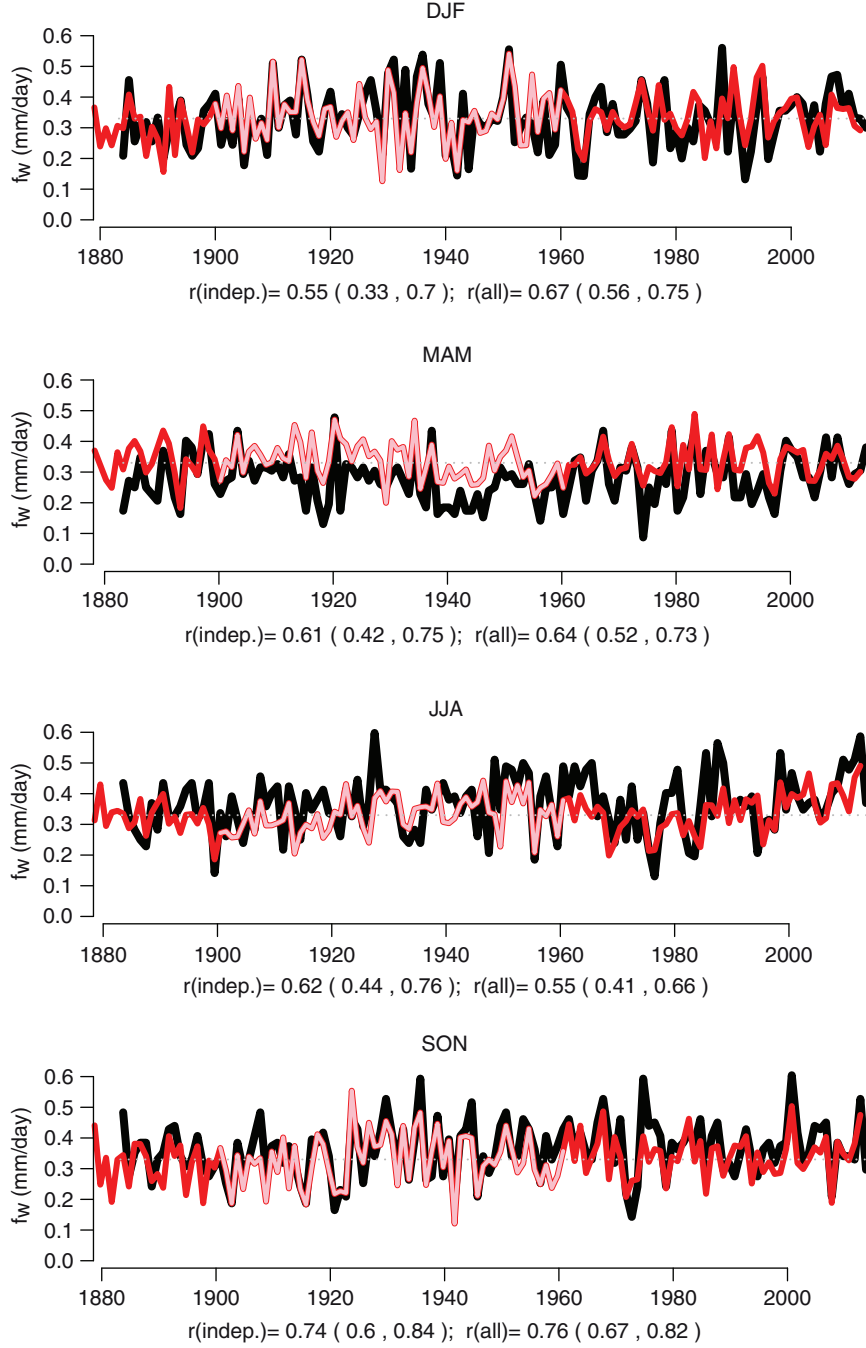 DJF
0.6
0.5
0.4
0.3
0.2
0.1
0.0
f_w (mm/day)
1880 1900 1920 1940 1960 1980 2000
r(indep.)= 0.55 ( 0.33 , 0.7 ); r(all)= 0.67 ( 0.56 , 0.75 )
MAM
0.6
0.5
0.4
0.3
0.2
0.1
0.0
f_w (mm/day)
1880 1900 1920 1940 1960 1980 2000
r(indep.)= 0.61 ( 0.42 , 0.75 ); r(all)= 0.64 ( 0.52 , 0.73 )
JJA
0.6
0.5
0.4
0.3
0.2
0.1
0.0
f_w (mm/day)
1880 1900 1920 1940 1960 1980 2000
r(indep.)= 0.62 ( 0.44 , 0.76 ); r(all)= 0.55 ( 0.41 , 0.66 )
SON
0.6
0.5
0.4
0.3
0.2
0.1
0.0
f_w (mm/day)
1880 1900 1920 1940 1960 1980 2000
r(indep.)= 0.74 ( 0.6 , 0.84 ); r(all)= 0.76 ( 0.67 , 0.82 )